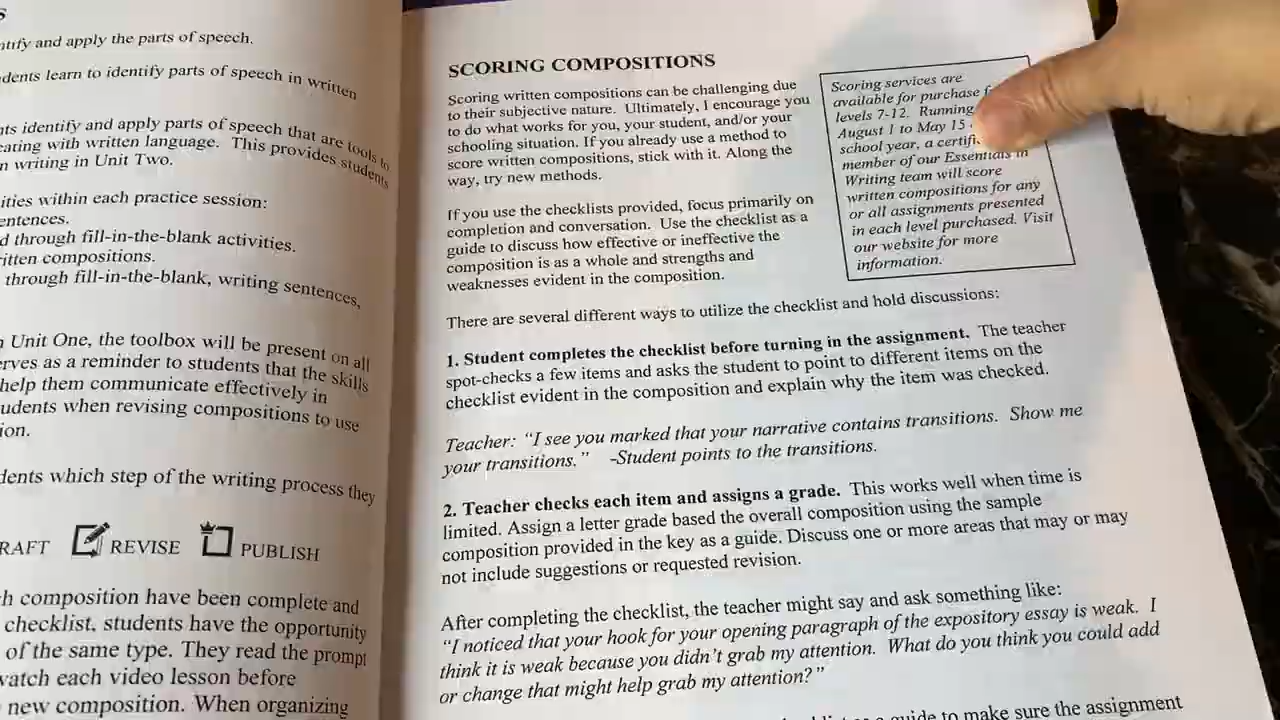 s
ntify and apply the parts of speech.
dents learn to identify parts of speech in written
nts identify and apply parts of speech that are tools to
eating with written language. This provides students
n writing in Unit Two.
ities within each practice session:
entences.
d through fill-in-the-blank activities.
ritten compositions.
through fill-in-the-blank, writing sentences,
n Unit One, the toolbox will be present on all
erves as a reminder to students that the skills
help them communicate effectively in
udents when revising compositions to use
ion.
dents which step of the writing process they
RAFT REVISE PUBLISH
h composition have been complete and
checklist, students have the opportunity
of the same type. They read the prompt
watch each video lesson before
new composition. When organizing
SCORING COMPOSITIONS
Scoring written compositions can be challenging due
to their subjective nature. Ultimately, I encourage you
to do what works for you, your student, and/or your
schooling situation. If you already use a method to
score written compositions, stick with it. Along the
way, try new methods.
If you use the checklists provided, focus primarily on
completion and conversation. Use the checklist as a
guide to discuss how effective or ineffective the
composition is as a whole and strengths and
weaknesses evident in the composition.
Scoring services are
available for purchase f
levels 7-12. Running
August 1 to May 15
school year, a certifi
member of our Essentials in
Writing team will score
written compositions for any
or all assignments presented
in each level purchased. Visit
our website for more
information.
There are several different ways to utilize the checklist and hold discussions:
1. Student completes the checklist before turning in the assignment. The teacher
spot-checks a few items and asks the student to point to different items on the
checklist evident in the composition and explain why the item was checked.
Teacher: “I see you marked that your narrative contains transitions. Show me
your transitions.” -Student points to the transitions.
2. Teacher checks each item and assigns a grade. This works well when time is
limited. Assign a letter grade based the overall composition using the sample
composition provided in the key as a guide. Discuss one or more areas that may or may
not include suggestions or requested revision.
After completing the checklist, the teacher might say and ask something like:
“I noticed that your hook for your opening paragraph of the expository essay is weak. I
think it is weak because you didn’t grab my attention. What do you think you could add
or change that might help grab my attention?”
a guide to make sure the assignment